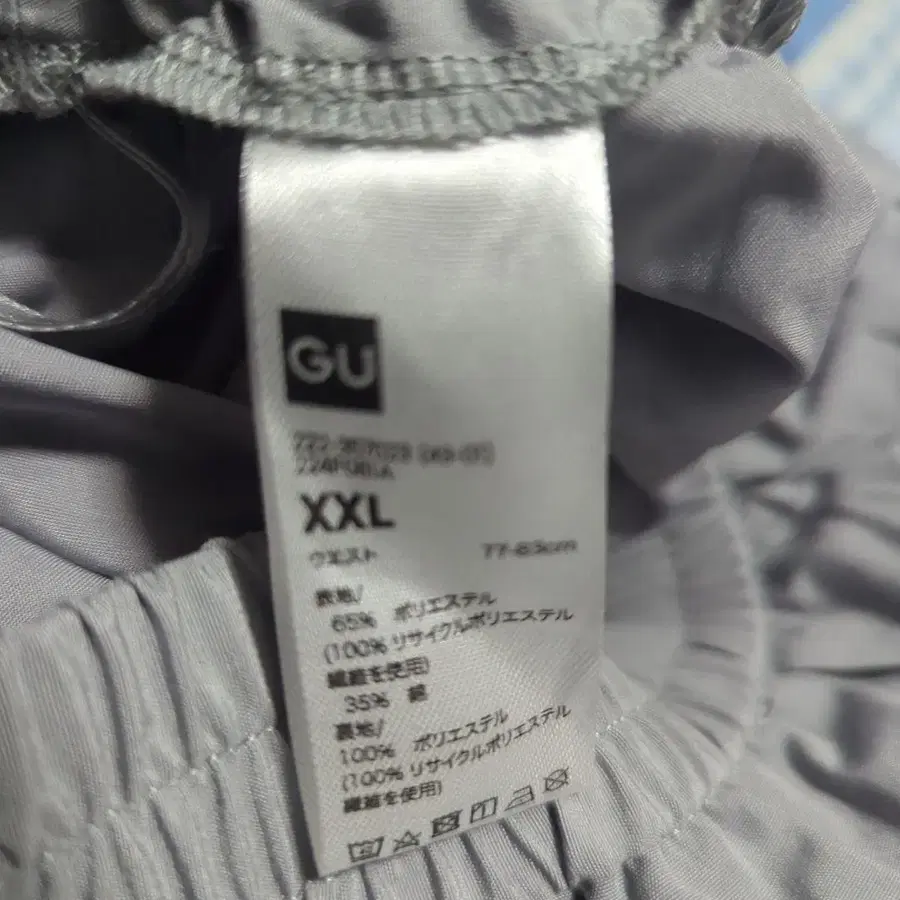 GU
XXL
ウエスト 77-83cm
表地/
65% ポリエステル
(100%リサイクルポリエステル
繊維を使用)
35% 綿
裏地/
100% ポリエステル
(100%リサイクルポリエステル
繊維を使用)